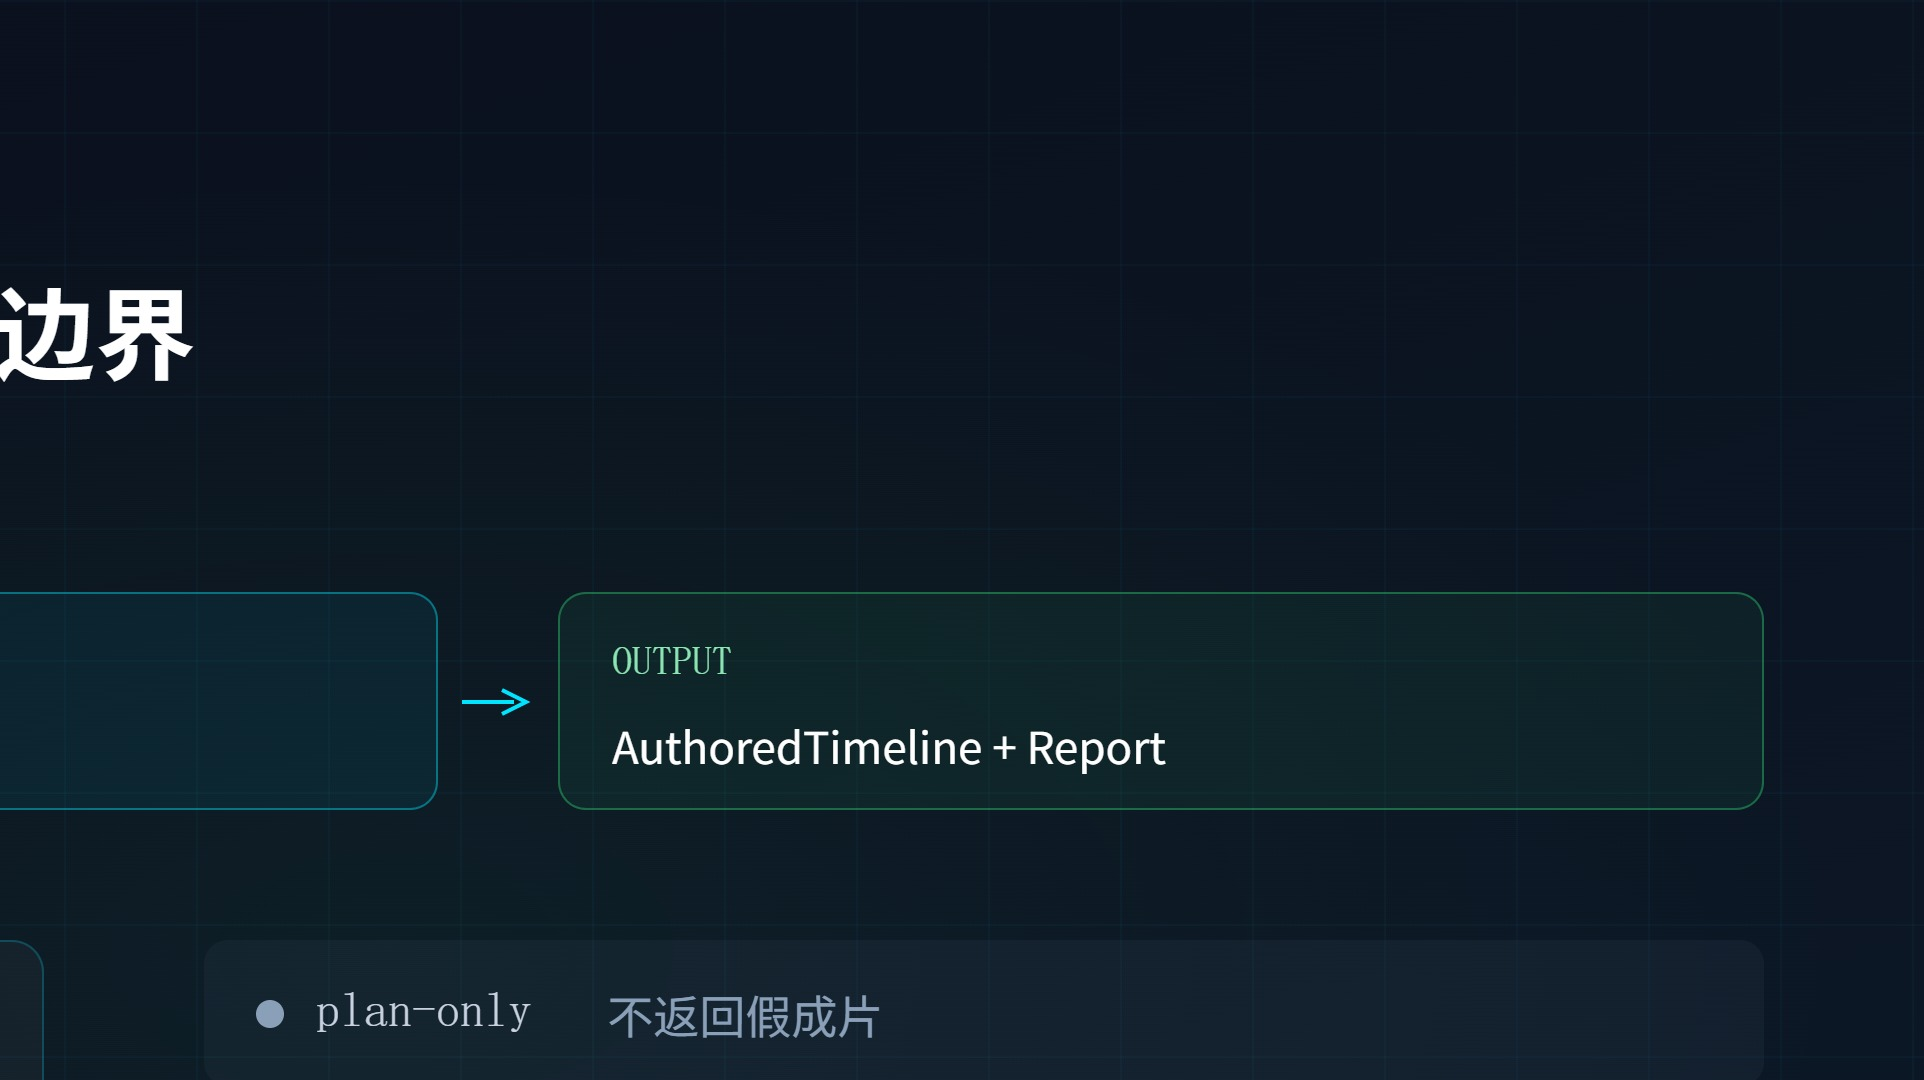 边界
OUTPUT
AuthoredTimeline + Report
plan-only 不返回假成片